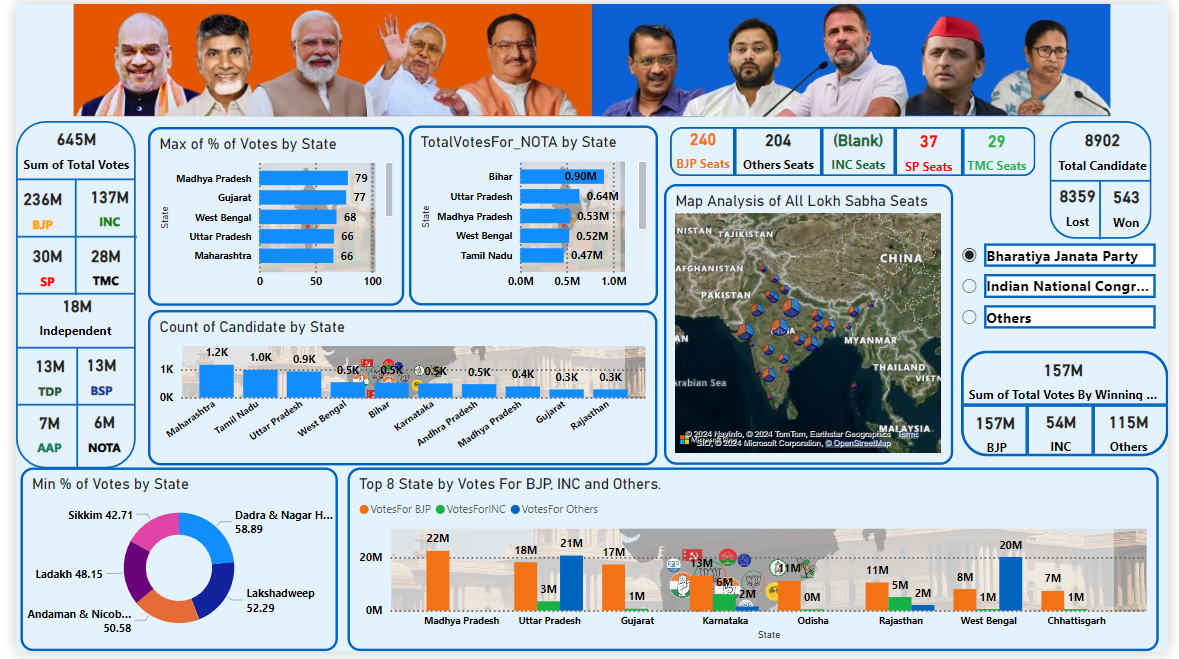 645M
Sum of Total Votes
236M
BJP
137M
INC
30M
SP
28M
TMC
18M
Independent
13M
TDP
13M
BSP
7M
AAP
6M
NOTA
Max of % of Votes by State
State
Madhya Pradesh 79
Gujarat 77
West Bengal 68
Uttar Pradesh 66
Maharashtra 66
0 50 100
TotalVotesFor_NOTA by State
State
Bihar 0.90M
Uttar Pradesh 0.64M
Madhya Pradesh 0.53M
West Bengal 0.52M
Tamil Nadu 0.47M
0.0M 0.5M 1.0M
240
BJP Seats
204
Others Seats
(Blank)
INC Seats
37
SP Seats
29
TMC Seats
8902
Total Candidate
8359
Lost
543
Won
Count of Candidate by State
1.2K 1.0K 0.9K 0.5K 0.5K 0.5K 0.5K 0.4K 0.3K 0.3K
1K
0K
Maharashtra
Tamil Nadu
Uttar Pradesh
West Bengal
Bihar
Karnataka
Andhra Pradesh
Madhya Pradesh
Gujarat
Rajasthan
Map Analysis of All Lokh Sabha Seats
NISTAN TAJIKISTAN
CHINA
AFGHANISTAN
PAKISTAN
AN
MYANMAR
THAILAND
VIETN
Arabian Sea
MALAYSIA
© 2024 NavInfo, © 2024 TomTom, Earthstar Geographics Terms
SIO, © 2024 Microsoft Corporation, © OpenStreetMap
Bharatiya Janata Party
Indian National Congr...
Others
157M
Sum of Total Votes By Winning ...
157M
BJP
54M
INC
115M
Others
Min % of Votes by State
Sikkim 42.71
Dadra & Nagar H...
58.89
Ladakh 48.15
Lakshadweep
52.29
Andaman & Nicob...
50.58
Top 8 State by Votes For BJP, INC and Others.
VotesFor BJP VotesForINC VotesFor Others
20M
0M
22M
18M 3M 21M
17M 1M
13M 6M 2M
11M 0M
11M 5M 2M
8M 1M 20M
7M 1M
Madhya Pradesh Uttar Pradesh Gujarat Karnataka Odisha Rajasthan West Bengal Chhattisgarh
State